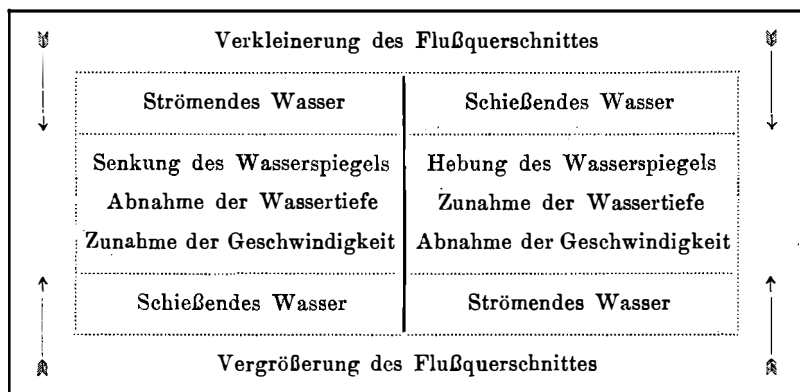 Verkleinerung des Flußquerschnittes
Strömendes Wasser
Schießendes Wasser
Senkung des Wasserspiegels
Abnahme der Wassertiefe
Zunahme der Geschwindigkeit
Hebung des Wasserspiegels
Zunahme der Wassertiefe
Abnahme der Geschwindigkeit
Schießendes Wasser
Strömendes Wasser
Vergrößerung des Flußquerschnittes